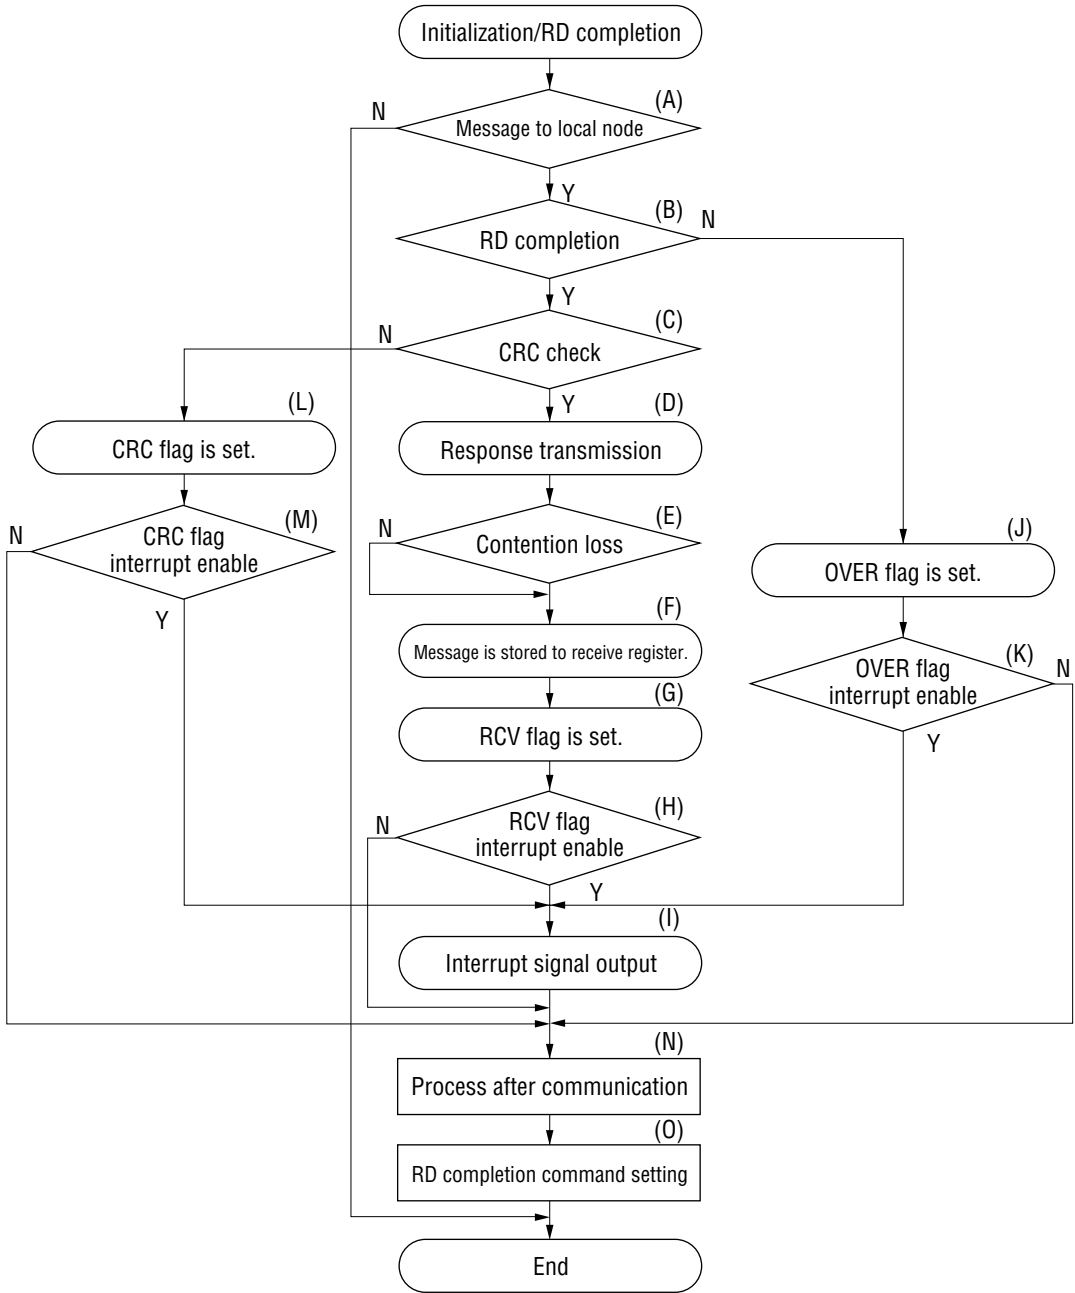 Initialization/RD completion
(A)
N
Message to local node
Y
(B)
N
RD completion
Y
(C)
N
CRC check
Y
(L)
(D)
CRC flag is set.
Response transmission
(M)
(E)
N
CRC flag
interrupt enable
N
Contention loss
(J)
OVER flag is set.
Y
(F)
Message is stored to receive register.
(K)
N
OVER flag
interrupt enable
(G)
RCV flag is set.
Y
(H)
N
RCV flag
interrupt enable
Y
(I)
Interrupt signal output
(N)
Process after communication
(O)
RD completion command setting
End